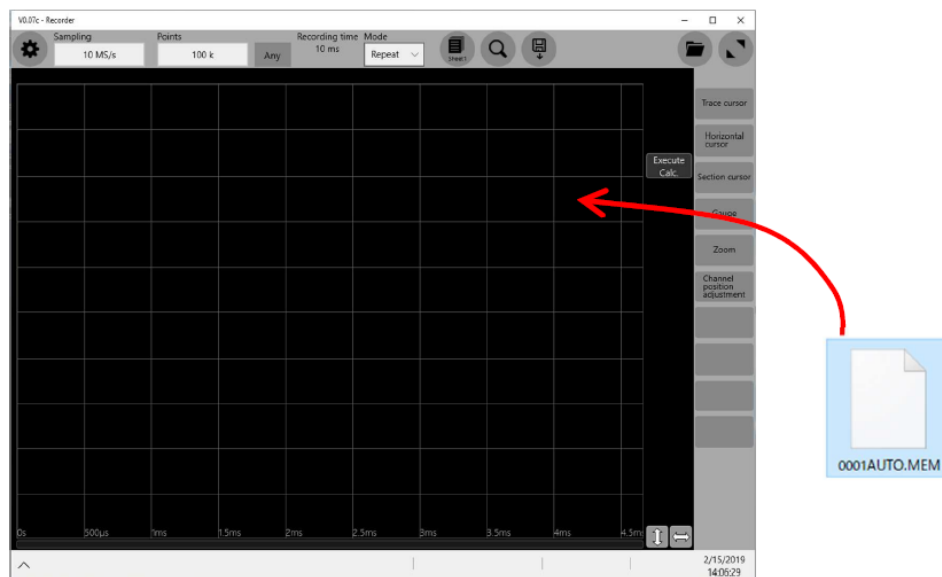 V0.07c - Recorder
Sampling
10 MS/s
Points
100 k
Any
Recording time
10 ms
Mode
Repeat
Sheet1
Trace cursor
Horizontal
cursor
Execute
Calc.
Section cursor
Gauge
Zoom
Channel
position
adjustment
0001AUTO.MEM
0s 500µs 1ms 1.5ms 2ms 2.5ms 3ms 3.5ms 4ms 4.5ms
2/15/2019
14:05:29